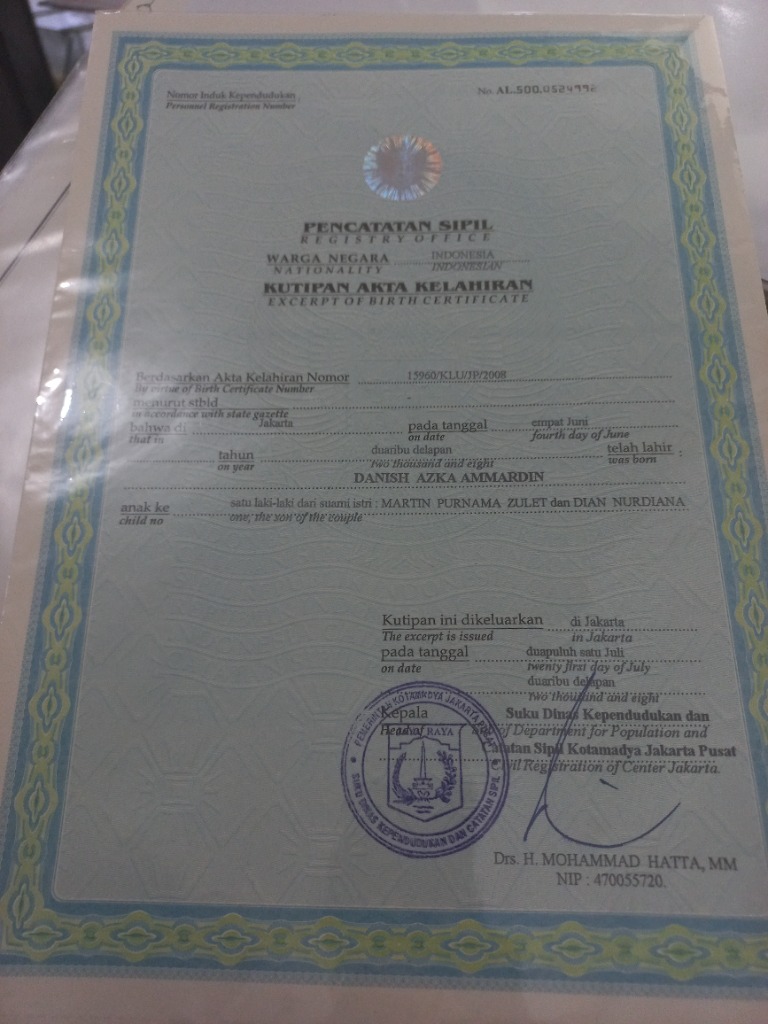 Nomor Induk Kependudukan
Personnel Registration Number
No. AL.500.0524992
PENCATATAN SIPIL
REGISTRY OFFICE
WARGA NEGARA INDONESIA
NATIONALITY INDONESIAN
KUTIPAN AKTA KELAHIRAN
EXCERPT OF BIRTH CERTIFICATE
Berdasarkan Akta Kelahiran Nomor 15960/KLU/JP/2008
By virtue of Birth Certificate Number
menurut stbld
in accordance with state gazette
bahwa di Jakarta pada tanggal empat Juni
that in on date fourth day of June
tahun duaribu delapan telah lahir :
on year two thousand and eight was born
DANISH AZKA AMMARDIN
anak ke satu laki-laki dari suami istri : MARTIN PURNAMA ZULET dan DIAN NURDIANA
child no one, the son of the couple
Kutipan ini dikeluarkan di Jakarta
The excerpt is issued in Jakarta
pada tanggal duapuluh satu Juli
on date twenty first day of July
duaribu delapan
two thousand and eight
Kepala Suku Dinas Kependudukan dan
Head of of Department for Population and
Catatan Sipil Kotamadya Jakarta Pusat
Civil Registration of Center Jakarta.
PEMERINTAH KOTAMADYA JAKARTA PUSAT
JAYA RAYA
SUKU DINAS KEPENDUDUKAN DAN CATATAN SIPIL
Drs. H. MOHAMMAD HATTA, MM
NIP : 470055720.